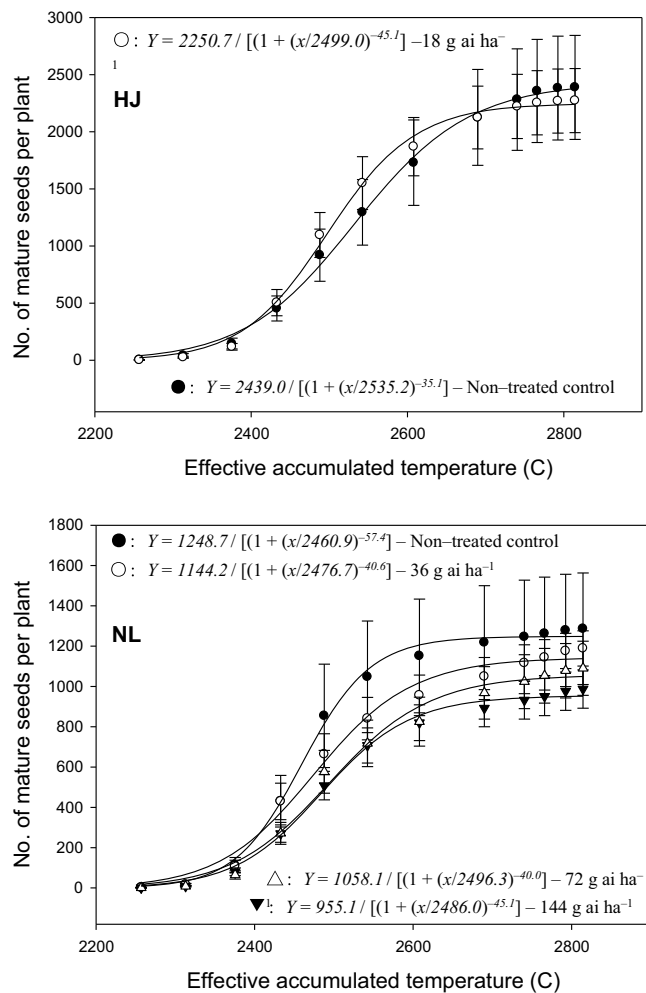 ○ : Y = 2250.7 / [(1 + (x/2499.0)–45.1] –18 g ai ha–
1
HJ
3000
2500
2000
1500
1000
500
0
No. of mature seeds per plant
● : Y = 2439.0 / [(1 + (x/2535.2)–35.1] – Non–treated control
2200 2400 2600 2800
Effective accumulated temperature (C)
● : Y = 1248.7 / [(1 + (x/2460.9)–57.4] – Non–treated control
○ : Y = 1144.2 / [(1 + (x/2476.7)–40.6] – 36 g ai ha–1
NL
1800
1600
1400
1200
1000
800
600
400
200
0
No. of mature seeds per plant
△ : Y = 1058.1 / [(1 + (x/2496.3)–40.0] – 72 g ai ha–
▼ 1: Y = 955.1 / [(1 + (x/2486.0)–45.1] – 144 g ai ha–1
2200 2400 2600 2800
Effective accumulated temperature (C)